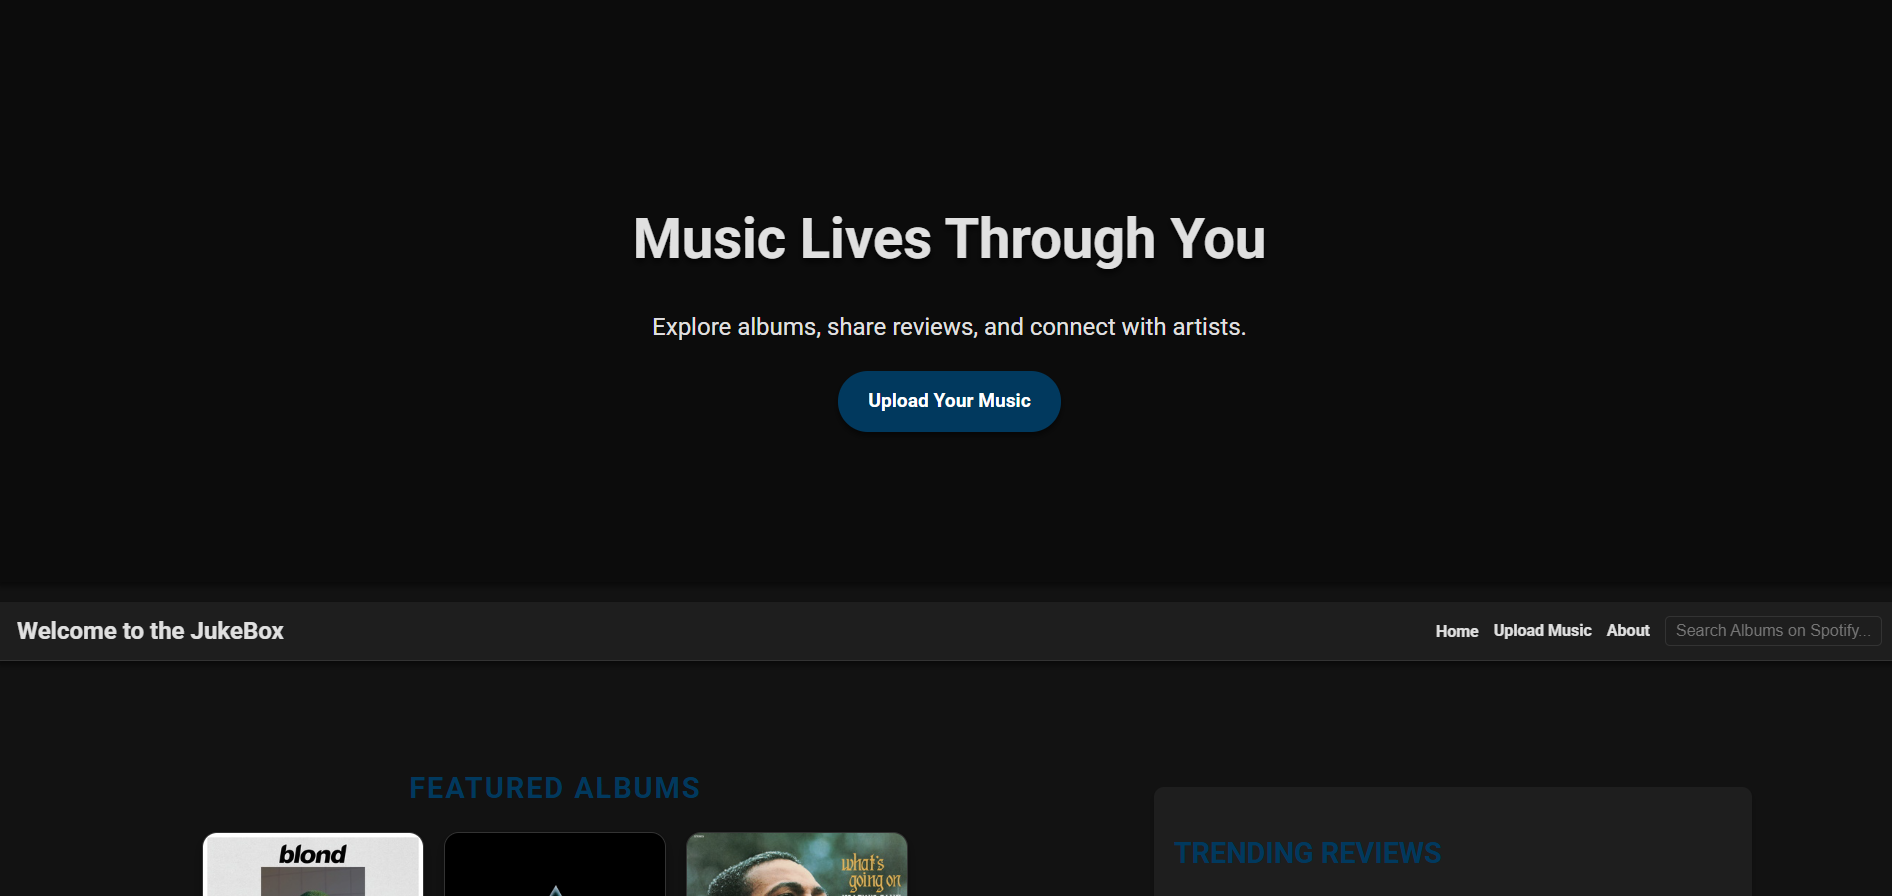 Music Lives Through You
Explore albums, share reviews, and connect with artists.
Upload Your Music
Welcome to the JukeBox
Home
Upload Music
About
Search Albums on Spotify...
FEATURED ALBUMS
blond
what's
going on
TRENDING REVIEWS